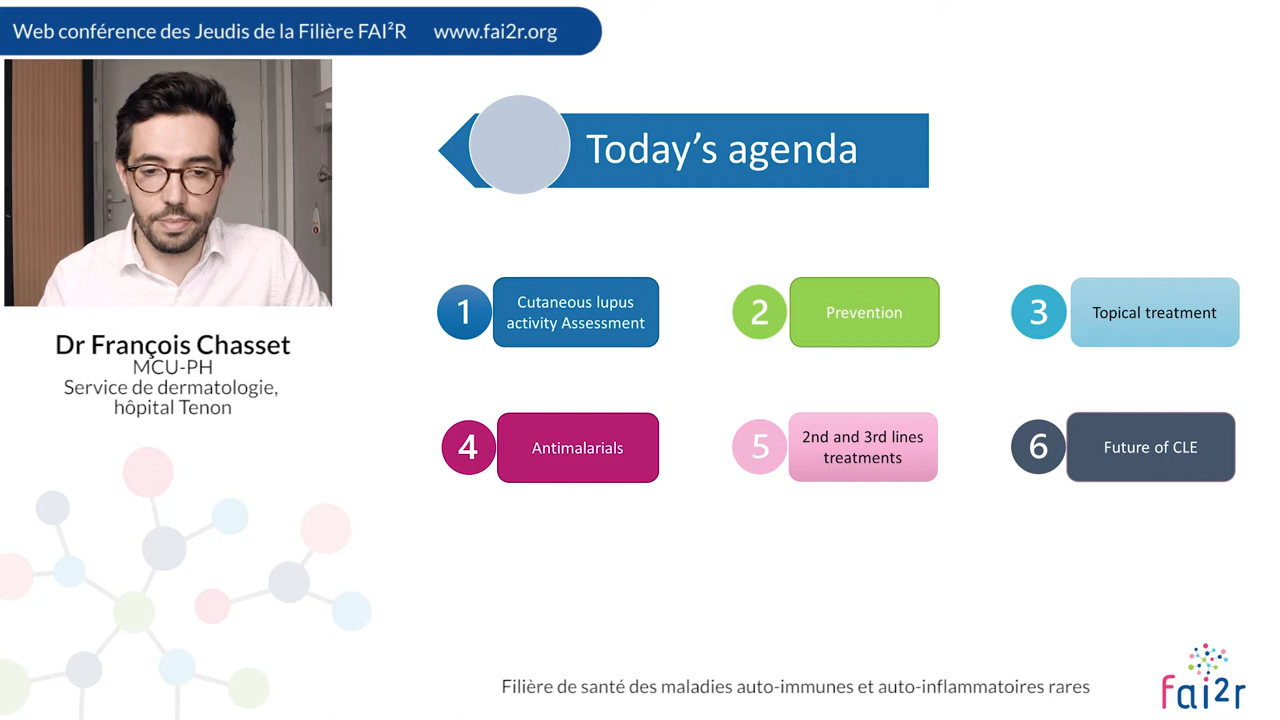 Web conférence des Jeudis de la Filière FAI²R www.fai2r.org
Today's agenda
1
Cutaneous lupus
activity Assessment
2
Prevention
3
Topical treatment
Dr François Chasset
MCU-PH
Service de dermatologie,
hôpital Tenon
4
Antimalarials
5
2nd and 3rd lines
treatments
6
Future of CLE
Filière de santé des maladies auto-immunes et auto-inflammatoires rares
fai2r